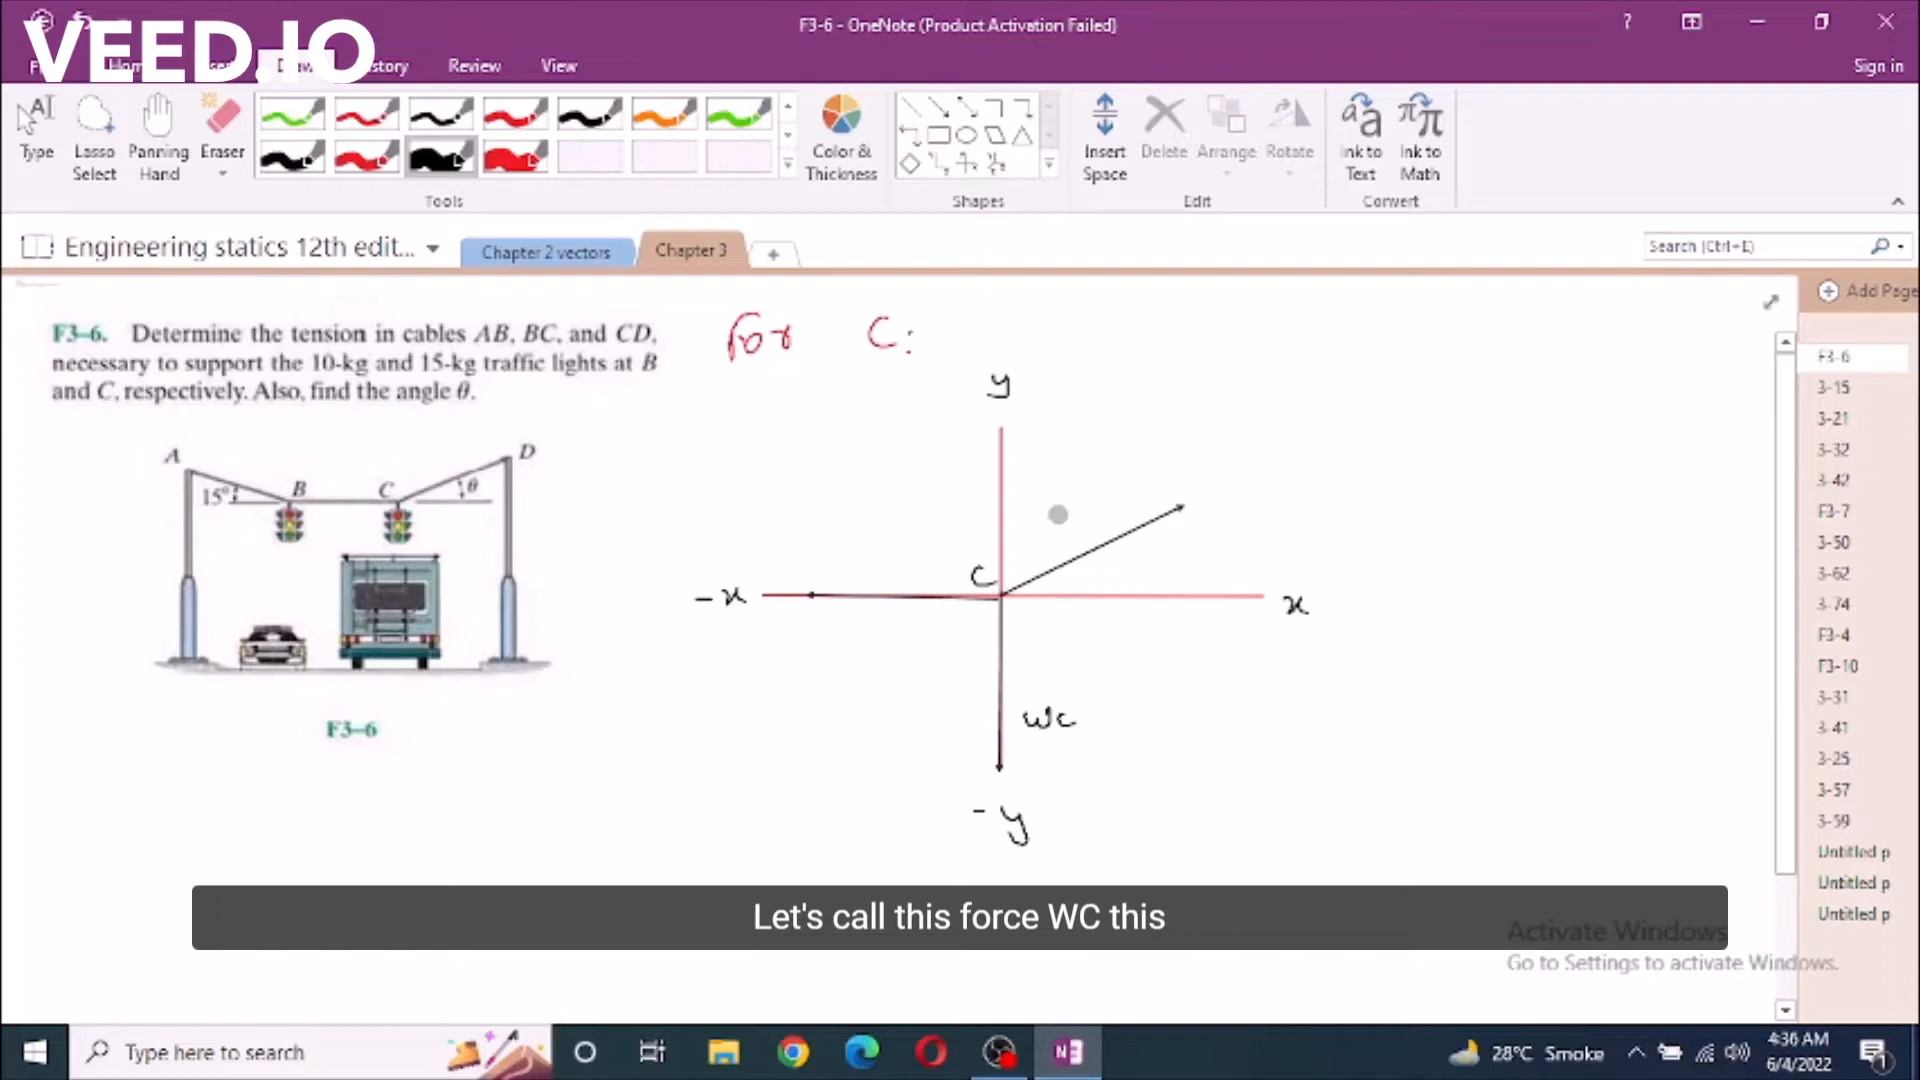 VEED.IO
F3-6 - OneNote (Product Activation Failed)
?
Review
View
Sign in
Type
Lasso Select
Panning Hand
Eraser
Color & Thickness
Insert Space
Delete
Arrange
Rotate
Ink to Text
Ink to Math
Tools
Shapes
Edit
Convert
Engineering statics 12th edit...
Chapter 2 vectors
Chapter 3
+
Search (Ctrl+E)
Add Page
F3–6. Determine the tension in cables AB, BC, and CD,
necessary to support the 10-kg and 15-kg traffic lights at B
and C, respectively. Also, find the angle θ.
A
D
15°
B
C
θ
F3–6
For C:
y
C
-x
x
Wc
-y
F3-6
3-15
3-21
3-32
3-42
F3-7
3-50
3-62
3-74
F3-4
F3-10
3-31
3-41
3-25
3-57
3-59
Untitled p
Untitled p
Untitled p
Let's call this force WC this
Activate Windows
Go to Settings to activate Windows.
Type here to search
28°C Smoke
4:36 AM
6/4/2022
1